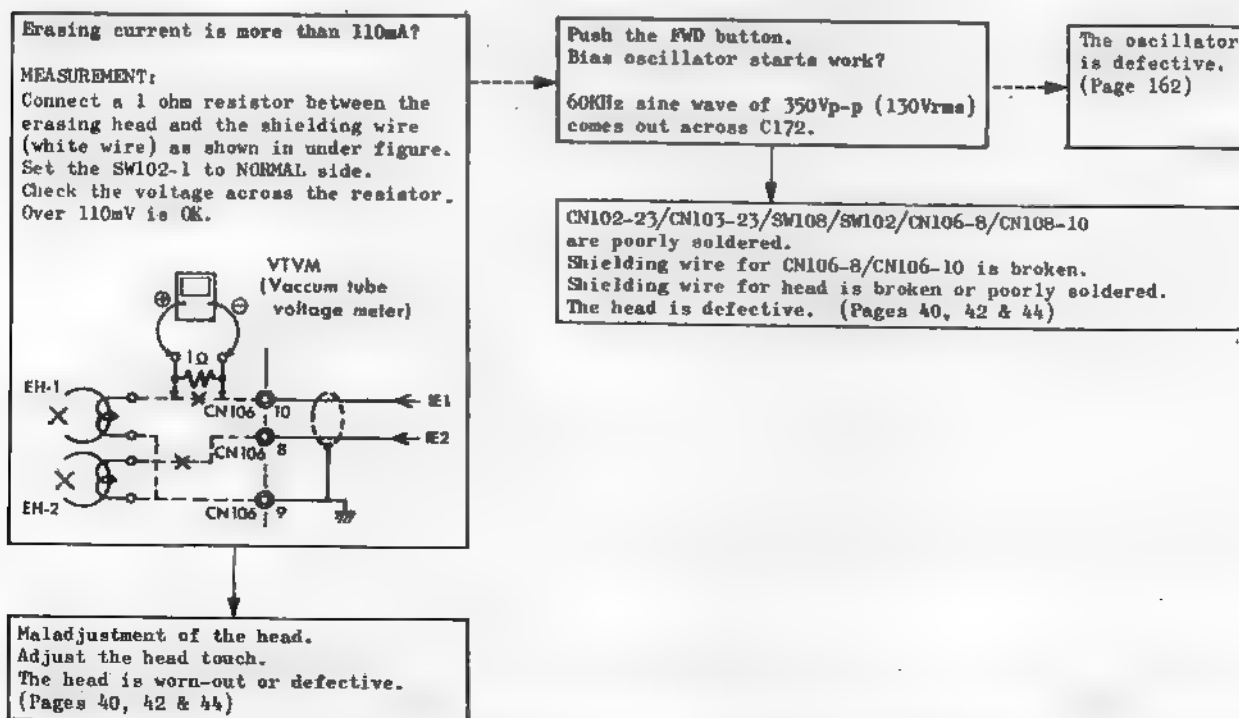 Erasing current is more than 110mA?
MEASUREMENT:
Connect a 1 ohm resistor between the
erasing head and the shielding wire
(white wire) as shown in under figure.
Set the SW102-1 to NORMAL side.
Check the voltage across the resistor.
Over 110mV is OK.
VTVM
(Vaccum tube
voltage meter)
⊕
⊖
1Ω
EH-1
CN106 10
IE1
CN106 8
IE2
EH-2
CN106 9
Push the FWD button.
Bias oscillator starts work?
60KHz sine wave of 350Vp-p (130Vrms)
comes out across C172.
The oscillator
is defective.
(Page 162)
CN102-23/CN103-23/SW108/SW102/CN106-8/CN108-10
are poorly soldered.
Shielding wire for CN106-8/CN106-10 is broken.
Shielding wire for head is broken or poorly soldered.
The head is defective. (Pages 40, 42 & 44)
Maladjustment of the head.
Adjust the head touch.
The head is worn-out or defective.
(Pages 40, 42 & 44)